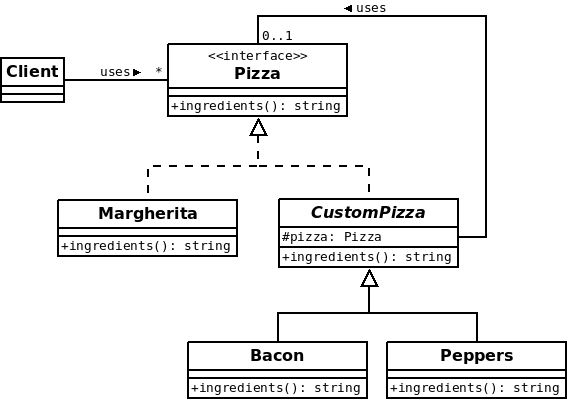 ◄ uses
0..1
<<interface>>
Pizza
+ingredients(): string
Client
uses► *
Margherita
+ingredients(): string
CustomPizza
#pizza: Pizza
+ingredients(): string
Bacon
+ingredients(): string
Peppers
+ingredients(): string